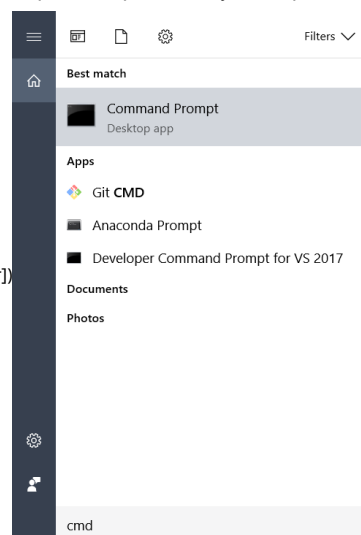 Filters
Best match
Command Prompt
Desktop app
Apps
Git CMD
Anaconda Prompt
Developer Command Prompt for VS 2017
])
Documents
Photos
cmd